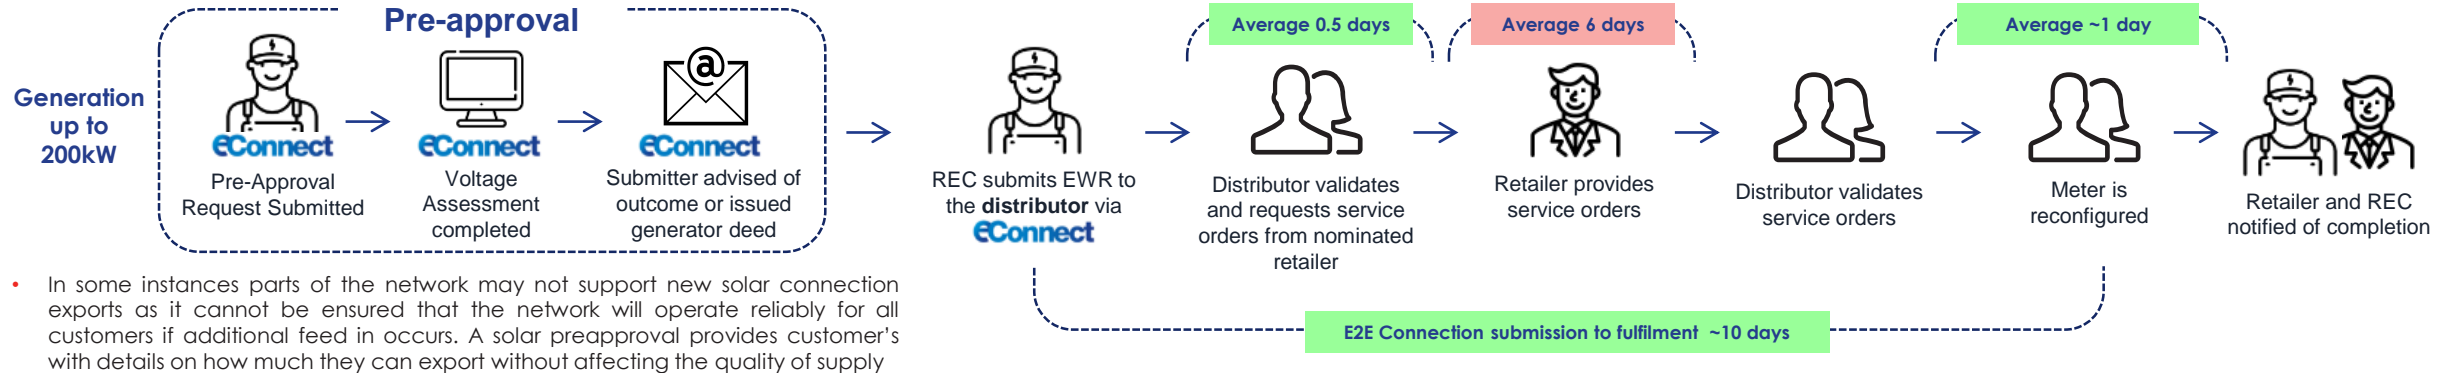 Pre-approval
Generation
up to
200kW
eConnect
Pre-Approval
Request Submitted
eConnect
Voltage
Assessment
completed
@
eConnect
Submitter advised of
outcome or issued
generator deed
REC submits EWR to
the distributor via
eConnect
Average 0.5 days
Distributor validates
and requests service
orders from nominated
retailer
Average 6 days
Retailer provides
service orders
Distributor validates
service orders
Average ~1 day
Meter is
reconfigured
Retailer and REC
notified of completion
E2E Connection submission to fulfilment ~10 days
• In some instances parts of the network may not support new solar connection
exports as it cannot be ensured that the network will operate reliably for all
customers if additional feed in occurs. A solar preapproval provides customer’s
with details on how much they can export without affecting the quality of supply